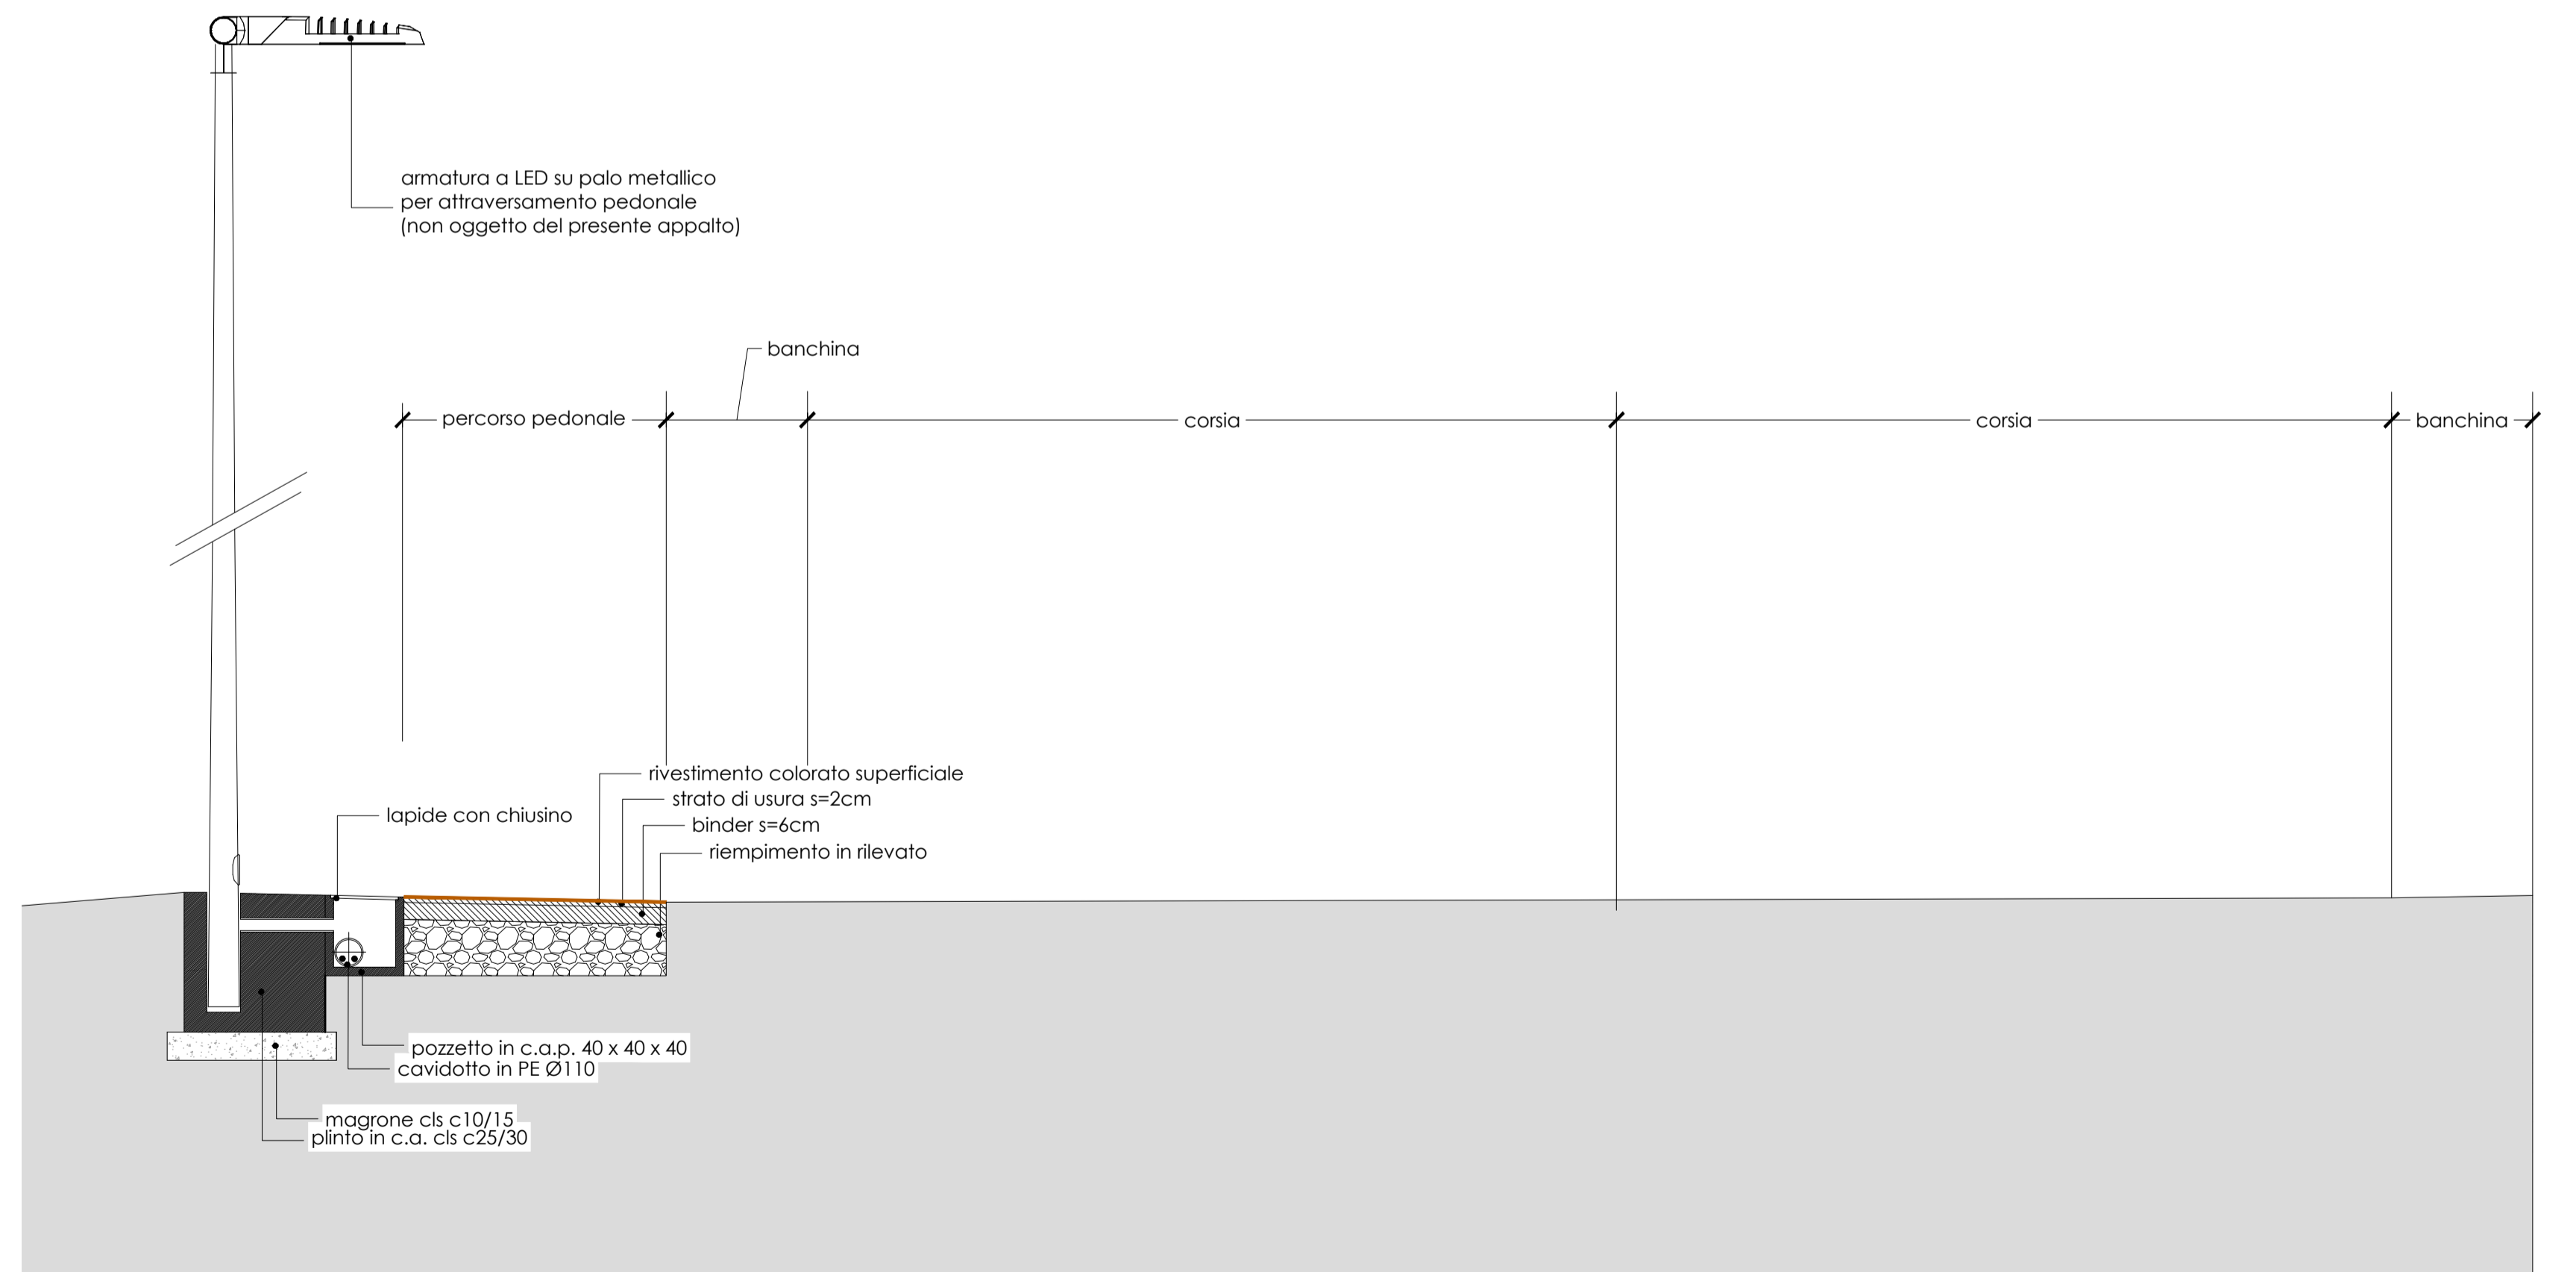 armatura a LED su palo metallico
per attraversamento pedonale
(non oggetto del presente appalto)
banchina
percorso pedonale
corsia
corsia
banchina
rivestimento colorato superficiale
strato di usura s=2cm
lapide con chiusino
binder s=6cm
riempimento in rilevato
pozzetto in c.a.p. 40 x 40 x 40
cavidotto in PE Ø110
magrone cls c10/15
plinto in c.a. cls c25/30